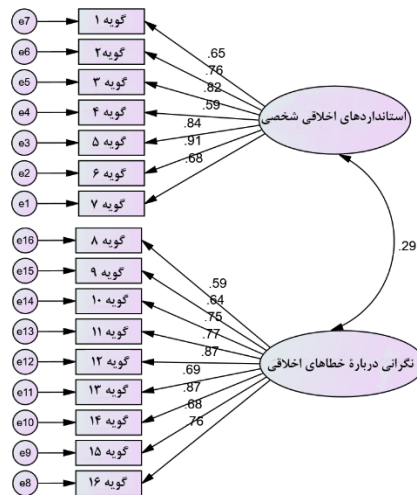 e7 گویه ۱
.65
e6 گویه ۲
.76
e5 گویه ۳
.82
e4 گویه ۴
.59
استانداردهای اخلاقی شخصی
e3 گویه ۵
.84
e2 گویه ۶
.91
e1 گویه ۷
.68
.29
e16 گویه ۸
.59
e15 گویه ۹
.64
e14 گویه ۱۰
.75
e13 گویه ۱۱
.77
e12 گویه ۱۲
.87
نگرانی دربارهٔ خطاهای اخلاقی
e11 گویه ۱۳
.69
e10 گویه ۱۴
.87
e9 گویه ۱۵
.68
e8 گویه ۱۶
.76